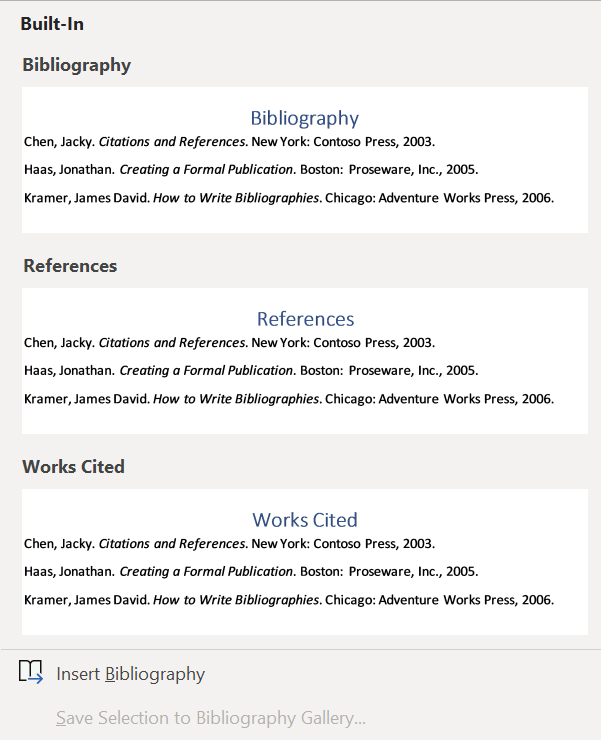 Built-In
Bibliography
Bibliography
Chen, Jacky. Citations and References. New York: Contoso Press, 2003.
Haas, Jonathan. Creating a Formal Publication. Boston: Proseware, Inc., 2005.
Kramer, James David. How to Write Bibliographies. Chicago: Adventure Works Press, 2006.
References
References
Chen, Jacky. Citations and References. New York: Contoso Press, 2003.
Haas, Jonathan. Creating a Formal Publication. Boston: Proseware, Inc., 2005.
Kramer, James David. How to Write Bibliographies. Chicago: Adventure Works Press, 2006.
Works Cited
Works Cited
Chen, Jacky. Citations and References. New York: Contoso Press, 2003.
Haas, Jonathan. Creating a Formal Publication. Boston: Proseware, Inc., 2005.
Kramer, James David. How to Write Bibliographies. Chicago: Adventure Works Press, 2006.
Insert Bibliography
Save Selection to Bibliography Gallery...